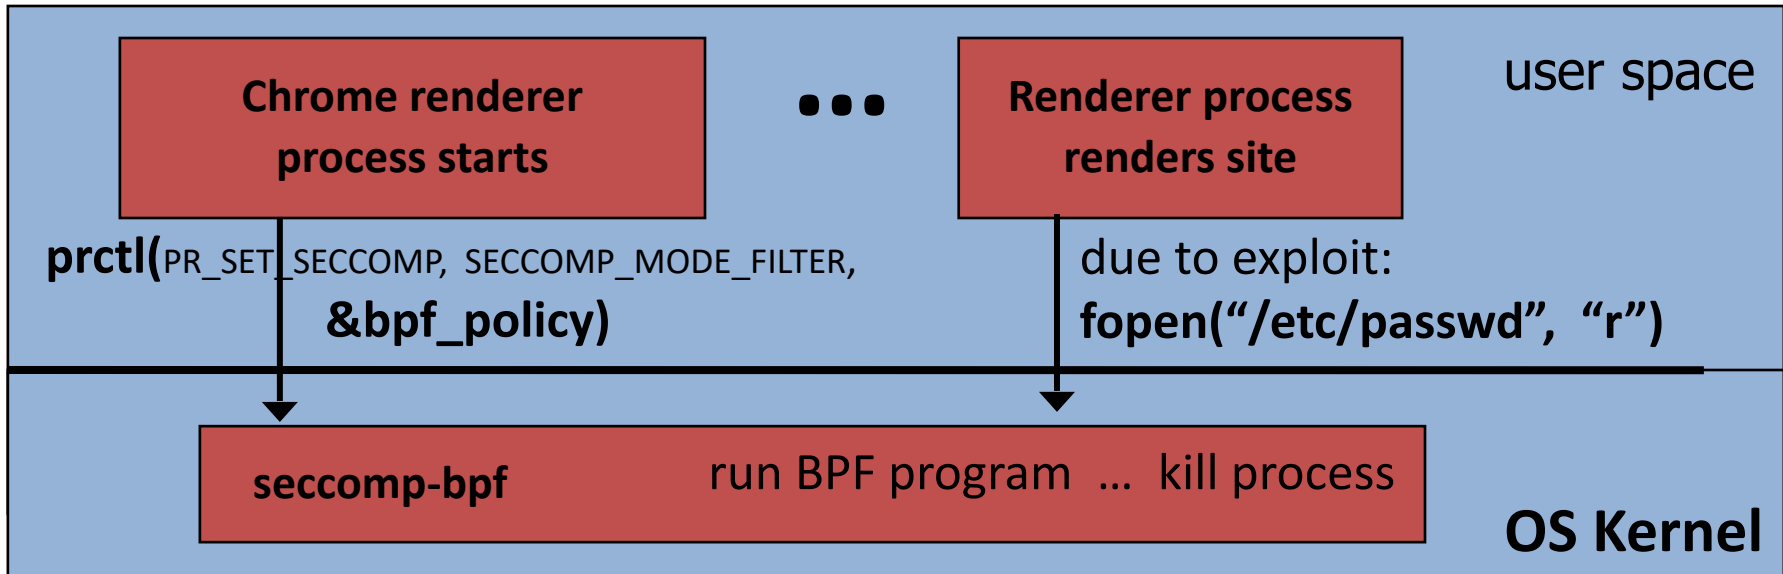 user space
Chrome renderer
process starts
...
Renderer process
renders site
prctl(PR_SET_SECCOMP, SECCOMP_MODE_FILTER,
&bpf_policy)
due to exploit:
fopen(“/etc/passwd”, “r”)
seccomp-bpf
run BPF program … kill process
OS Kernel